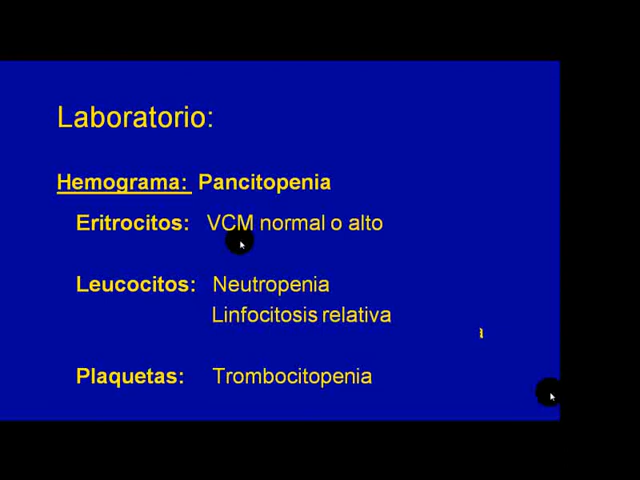 Laboratorio:
Hemograma: Pancitopenia
Eritrocitos: VCM normal o alto
Leucocitos: Neutropenia
Linfocitosis relativa
Plaquetas: Trombocitopenia